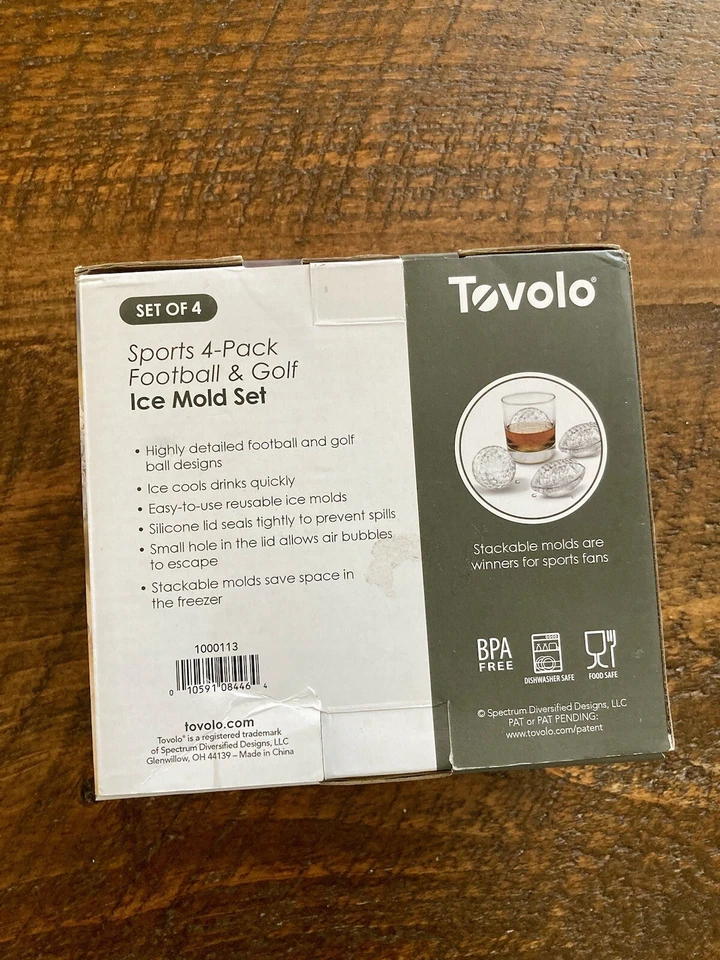 SET OF 4
Sports 4-Pack
Football & Golf
Ice Mold Set
• Highly detailed football and golf
ball designs
• Ice cools drinks quickly
• Easy-to-use reusable ice molds
• Silicone lid seals tightly to prevent spills
• Small hole in the lid allows air bubbles
to escape
• Stackable molds save space in
the freezer
1000113
0 10591 08446 4
tovolo.com
Tovolo® is a registered trademark
of Spectrum Diversified Designs, LLC
Glenwillow, OH 44139 – Made in China
Tovolo®
Stackable molds are
winners for sports fans
BPA
FREE
DISHWASHER SAFE
FOOD SAFE
© Spectrum Diversified Designs, LLC
PAT or PAT PENDING:
www.tovolo.com/patent